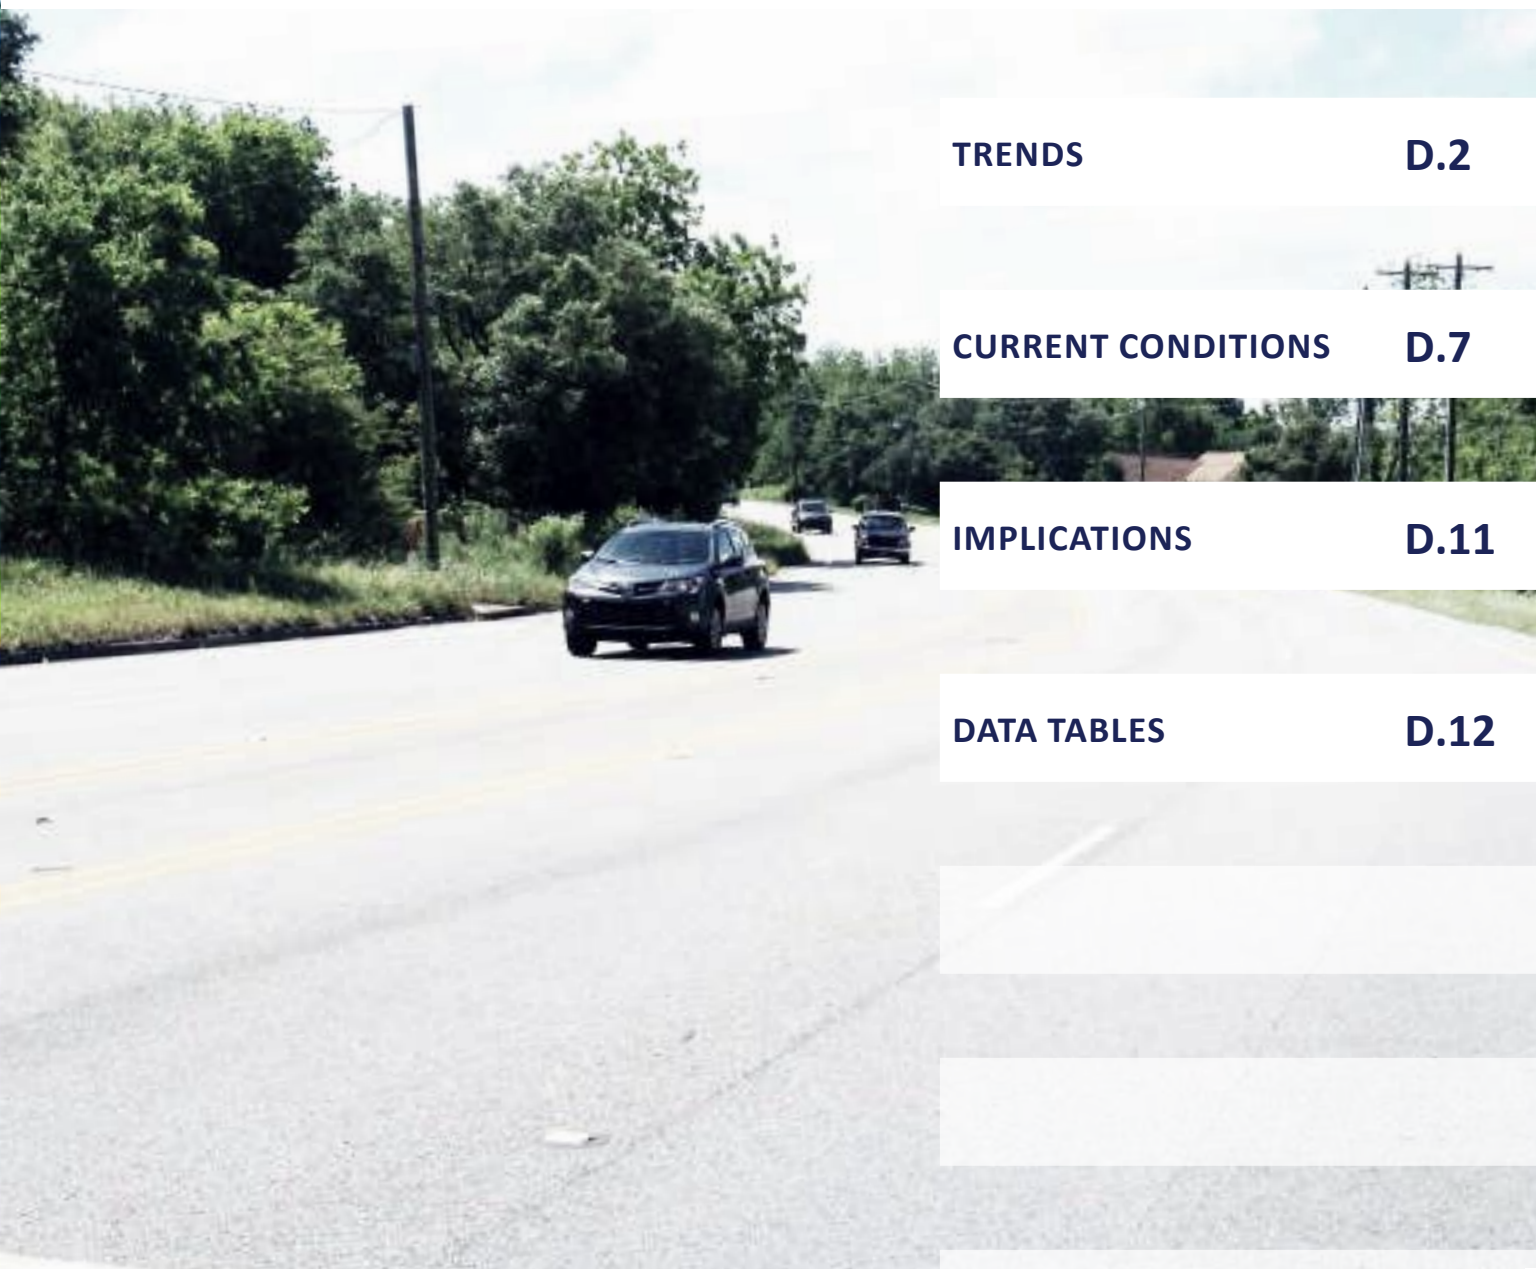 TRENDS D.2
CURRENT CONDITIONS D.7
IMPLICATIONS D.11
DATA TABLES D.12